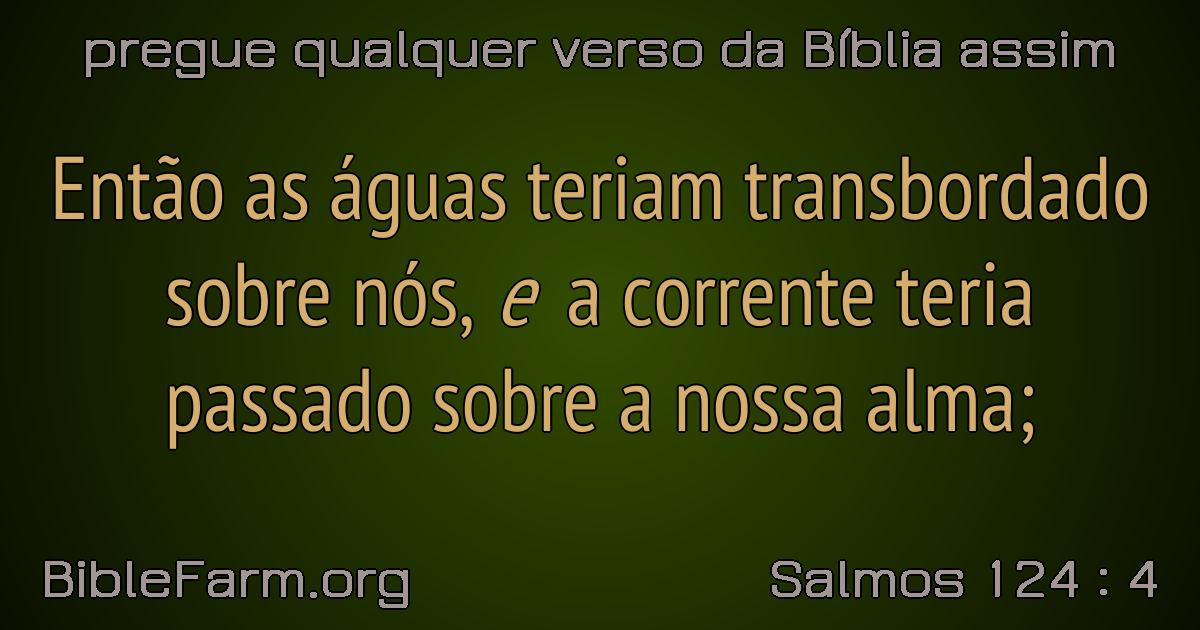 pregue qualquer verso da Bíblia assim
Então as águas teriam transbordado
sobre nós, e a corrente teria
passado sobre a nossa alma;
BibleFarm.org
Salmos 124 : 4